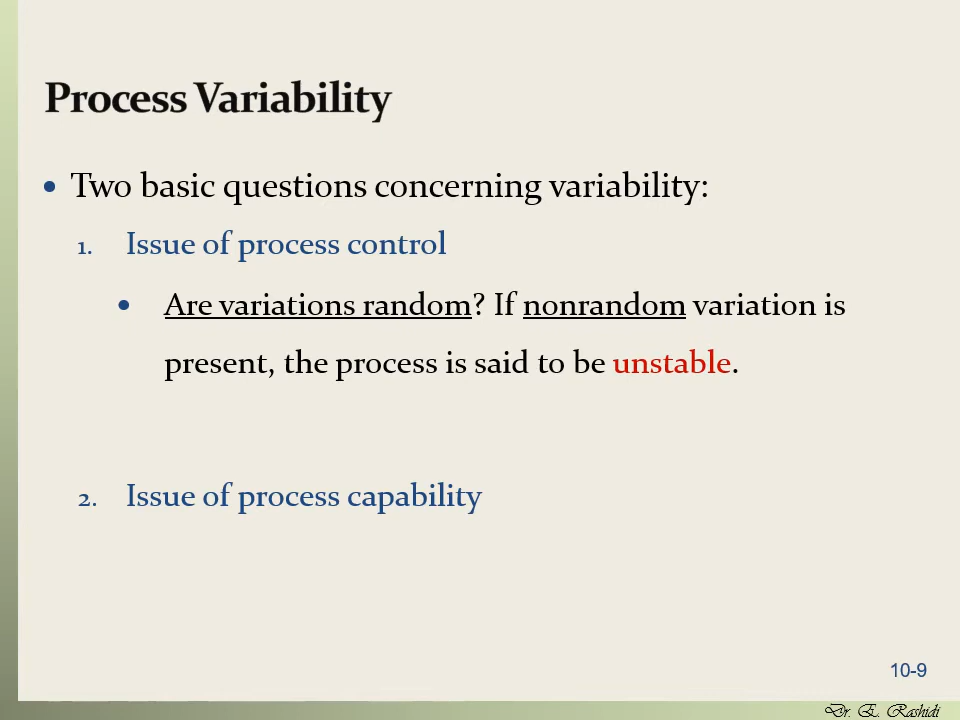 Process Variability
• Two basic questions concerning variability:
1. Issue of process control
• Are variations random? If nonrandom variation is
present, the process is said to be unstable.
2. Issue of process capability
10-9
Dr. E. Rashidi